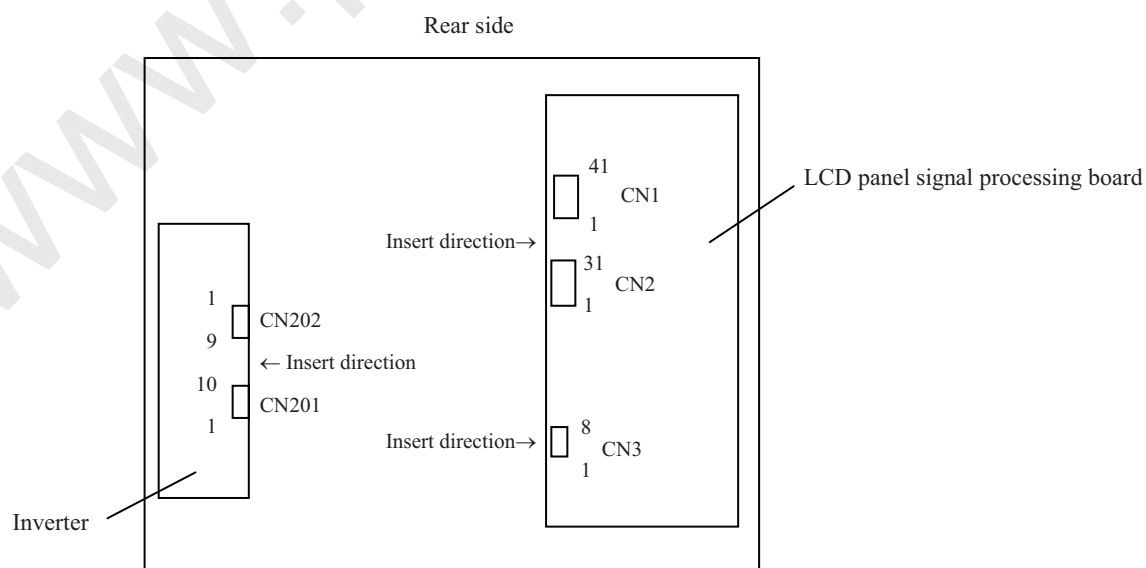 www.
Rear side
41
CN1
1
LCD panel signal processing board
Insert direction→
31
CN2
1
1
CN202
9
← Insert direction
10
CN201
1
Insert direction→
8
CN3
1
Inverter